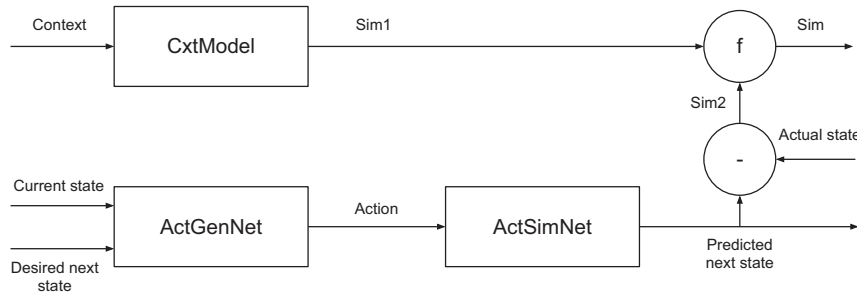 Context
CxtModel
Sim1
f
Sim
Sim2
Actual state
-
Current state
ActGenNet
Action
ActSimNet
Desired next
state
Predicted
next state